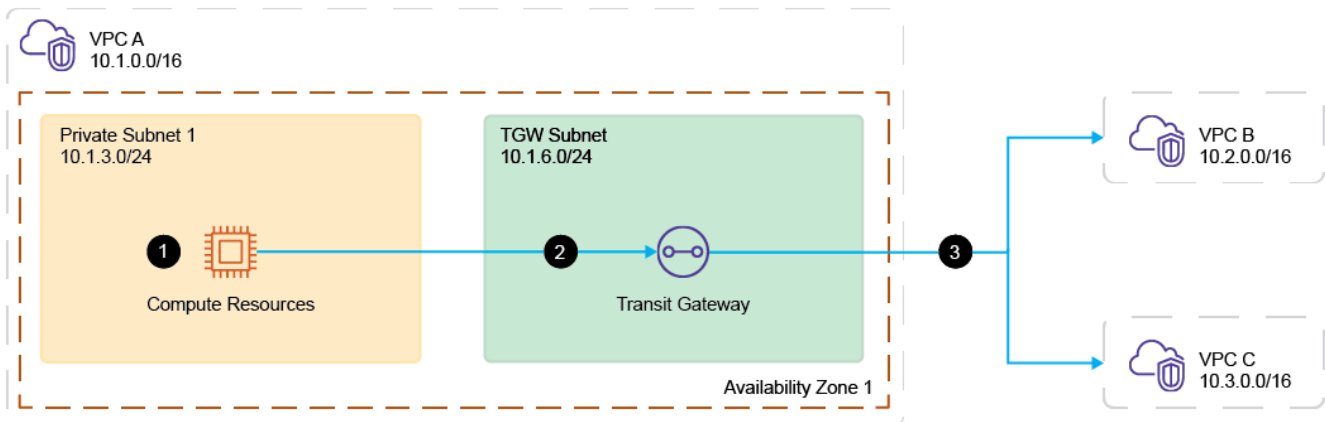 VPC A
10.1.0.0/16
Private Subnet 1
10.1.3.0/24
TGW Subnet
10.1.6.0/24
1
2
3
Compute Resources
Transit Gateway
Availability Zone 1
VPC B
10.2.0.0/16
VPC C
10.3.0.0/16